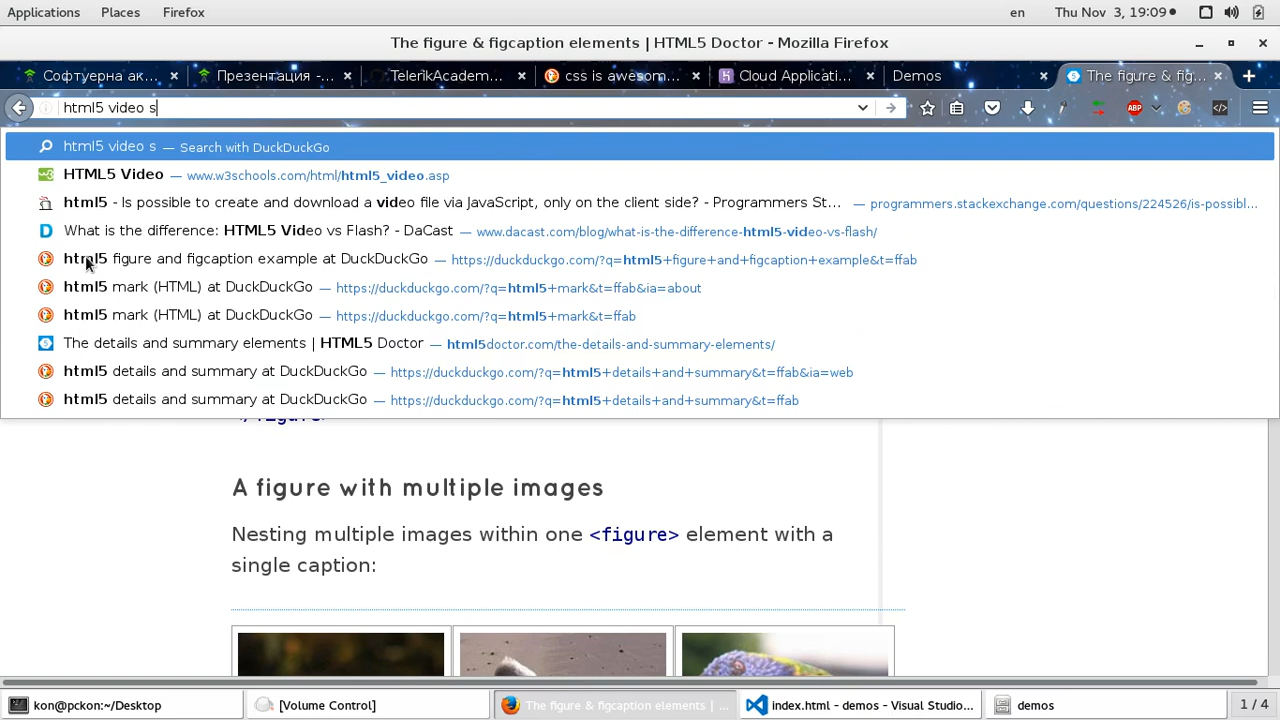 Applications Places Firefox en Thu Nov 3, 19:09
The figure & figcaption elements | HTML5 Doctor - Mozilla Firefox
Софтуерна ак... Презентация -... TelerikAcadem... css is awesom... Cloud Applicati... Demos The figure & fig...
html5 video s ABP
html5 video s — Search with DuckDuckGo
HTML5 Video — www.w3schools.com/html/html5_video.asp
html5 - Is possible to create and download a video file via JavaScript, only on the client side? - Programmers St... — programmers.stackexchange.com/questions/224526/is-possibl...
What is the difference: HTML5 Video vs Flash? - DaCast — www.dacast.com/blog/what-is-the-difference-html5-video-vs-flash/
html5 figure and figcaption example at DuckDuckGo — https://duckduckgo.com/?q=html5+figure+and+figcaption+example&t=ffab
html5 mark (HTML) at DuckDuckGo — https://duckduckgo.com/?q=html5+mark&t=ffab&ia=about
html5 mark (HTML) at DuckDuckGo — https://duckduckgo.com/?q=html5+mark&t=ffab
The details and summary elements | HTML5 Doctor — html5doctor.com/the-details-and-summary-elements/
html5 details and summary at DuckDuckGo — https://duckduckgo.com/?q=html5+details+and+summary&t=ffab&ia=web
html5 details and summary at DuckDuckGo — https://duckduckgo.com/?q=html5+details+and+summary&t=ffab
</figure>
A figure with multiple images
Nesting multiple images within one <figure> element with a
single caption:
kon@pckon:~/Desktop [Volume Control] The figure & figcaption elements | ... index.html - demos - Visual Studio... demos 1 / 4